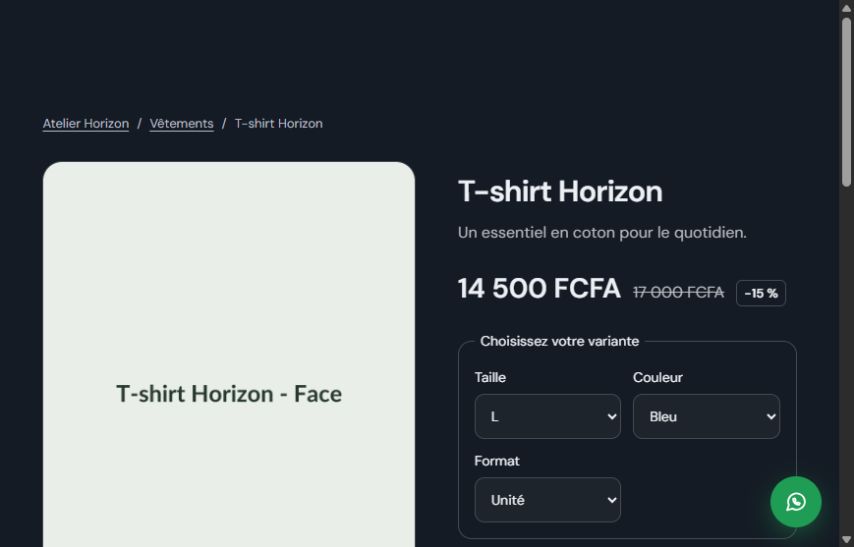 Atelier Horizon / Vêtements / T-shirt Horizon
T-shirt Horizon - Face
T-shirt Horizon
Un essentiel en coton pour le quotidien.
14 500 FCFA 17 000 FCFA -15 %
Choisissez votre variante
Taille Couleur
L Bleu
Format
Unité